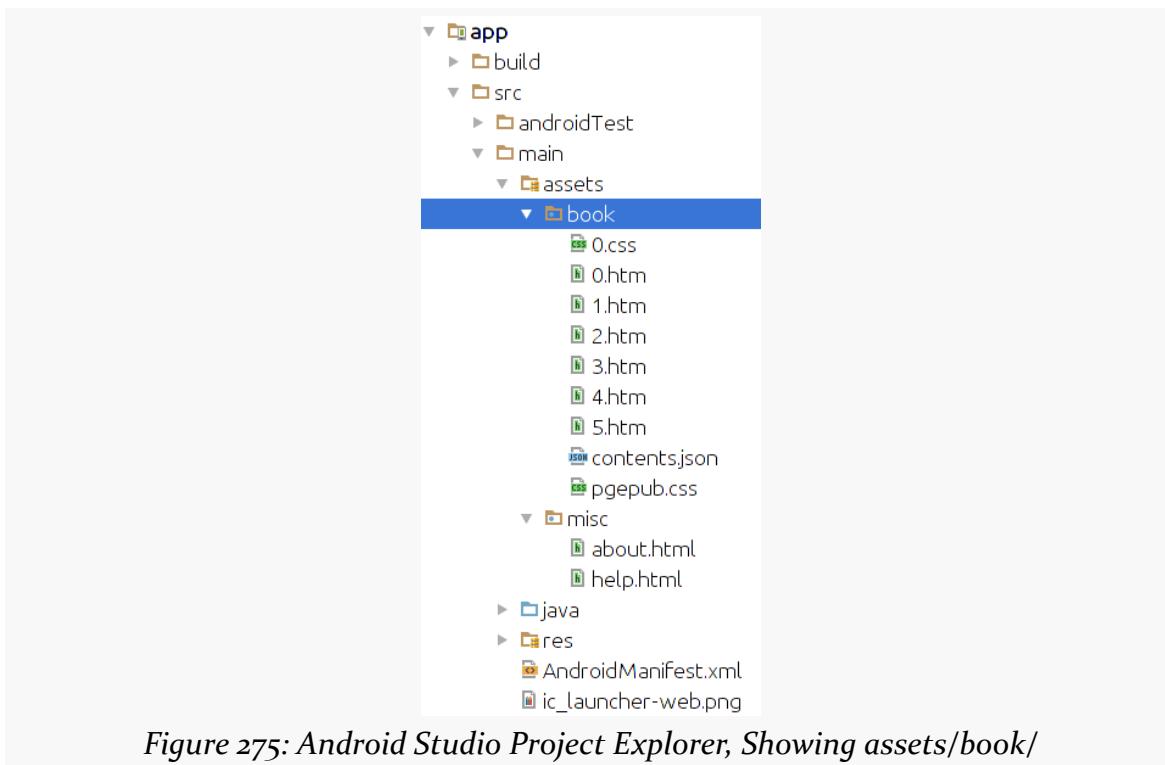 app
build
src
androidTest
main
assets
book
0.css
0.htm
1.htm
2.htm
3.htm
4.htm
5.htm
contents.json
pgepub.css
misc
about.html
help.html
java
res
AndroidManifest.xml
ic_launcher-web.png
Figure 275: Android Studio Project Explorer, Showing assets/book/